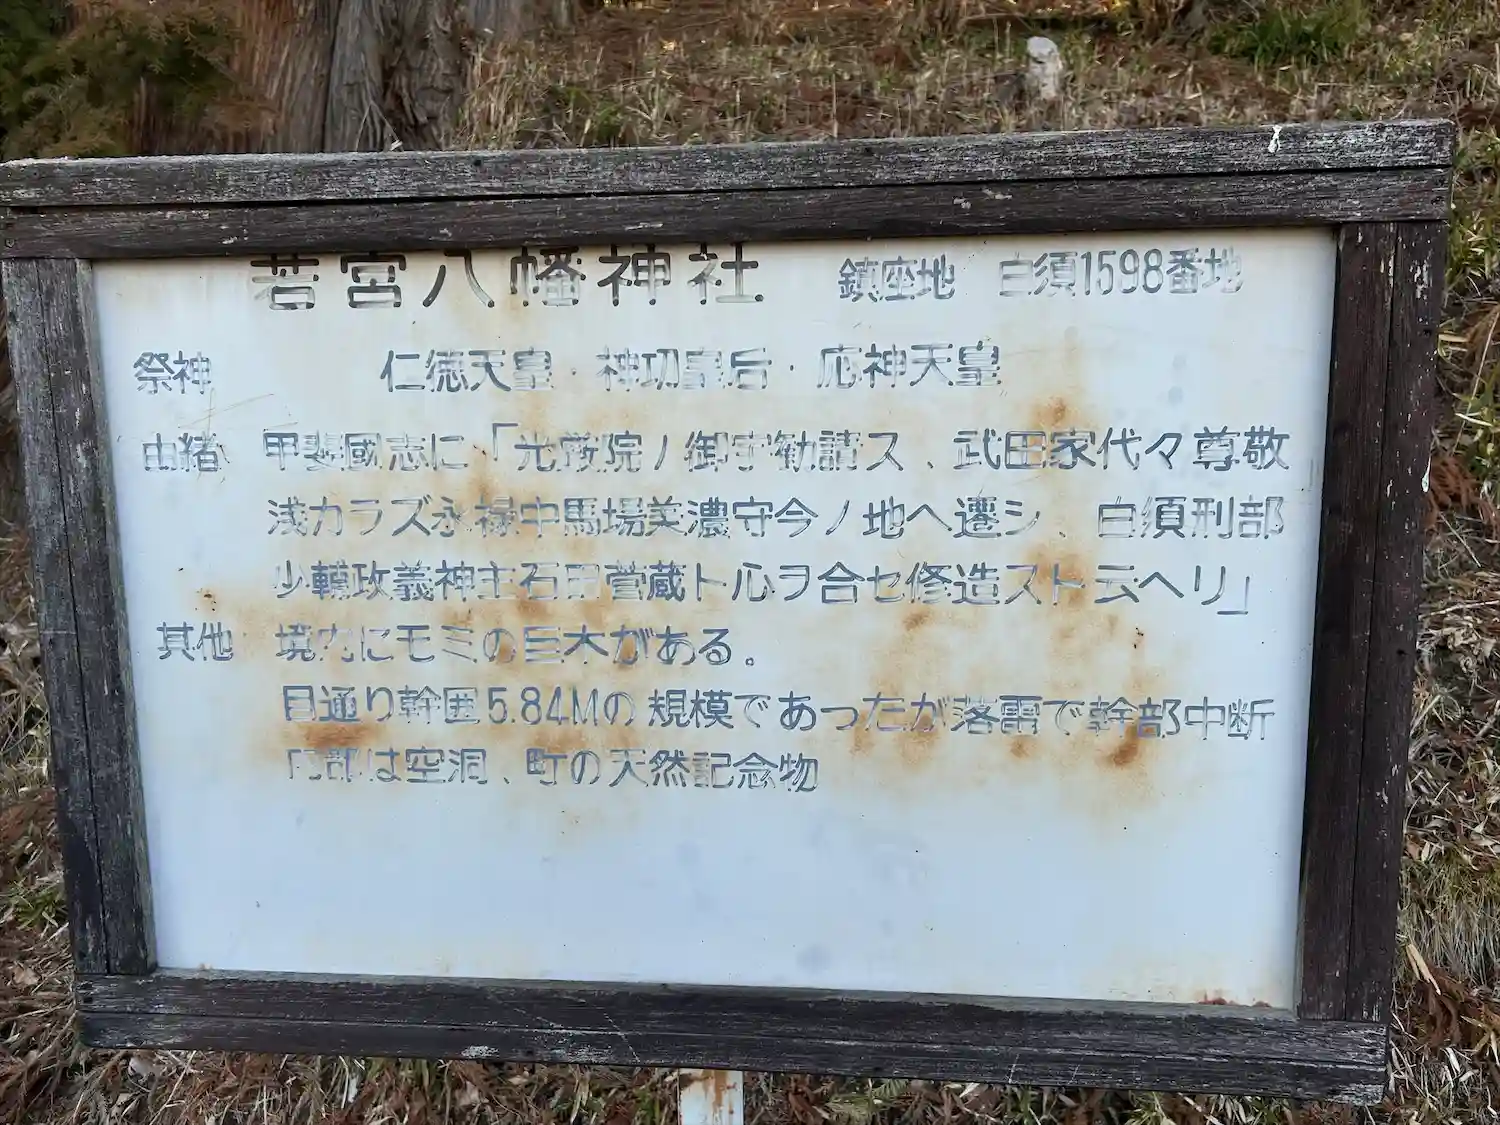 若宮八幡神社 鎮座地 白須1598番地
祭神 仁徳天皇・神功皇后・応神天皇
由緒 甲斐國志に「光厳院ノ御宇勧請ス、武田家代々尊敬
浅カラズ永禄中馬場美濃守今ノ地ヘ遷シ、白須刑部
少輔政義神主石田菅蔵ト心ヲ合セ修造スト云ヘリ」
其他 境内にモミの巨木がある。
目通り幹囲5.84Mの規模であったが落雷で幹部中断
内部は空洞、町の天然記念物